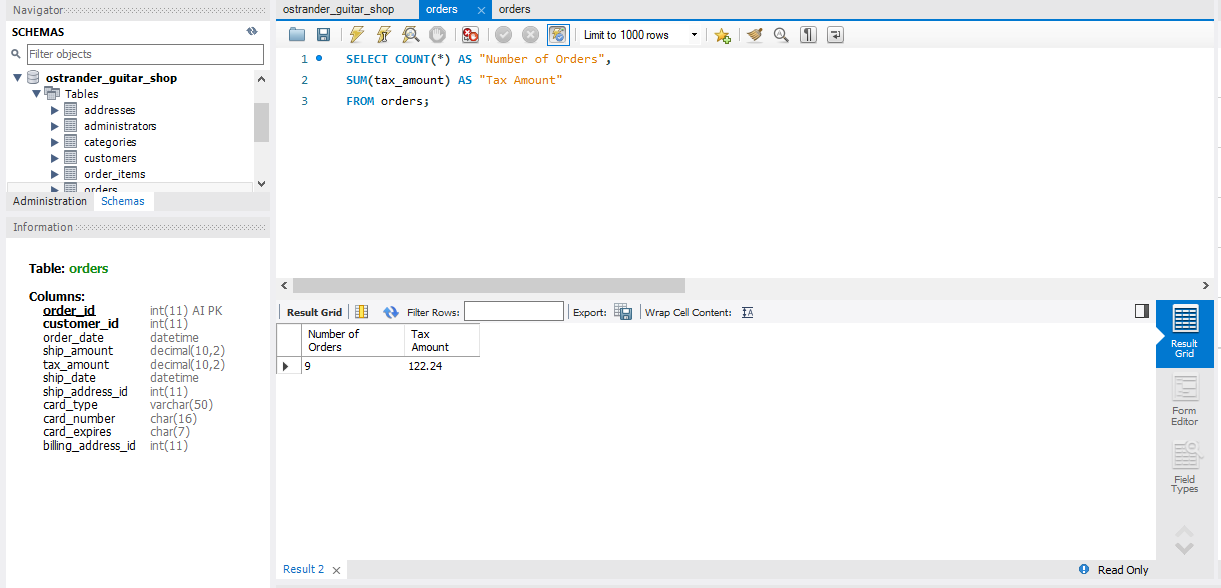 Navigator
SCHEMAS
Filter objects
ostrander_guitar_shop
Tables
addresses
administrators
categories
customers
order_items
orders
Administration Schemas
Information
Table: orders
Columns:
order_id int(11) AI PK
customer_id int(11)
order_date datetime
ship_amount decimal(10,2)
tax_amount decimal(10,2)
ship_date datetime
ship_address_id int(11)
card_type varchar(50)
card_number char(16)
card_expires char(7)
billing_address_id int(11)
ostrander_guitar_shop orders orders
Limit to 1000 rows
1 SELECT COUNT(*) AS "Number of Orders",
2 SUM(tax_amount) AS "Tax Amount"
3 FROM orders;
Result Grid Filter Rows: Export: Wrap Cell Content:
Number of Orders Tax Amount
9 122.24
Result Grid
Form Editor
Field Types
Result 2 Read Only